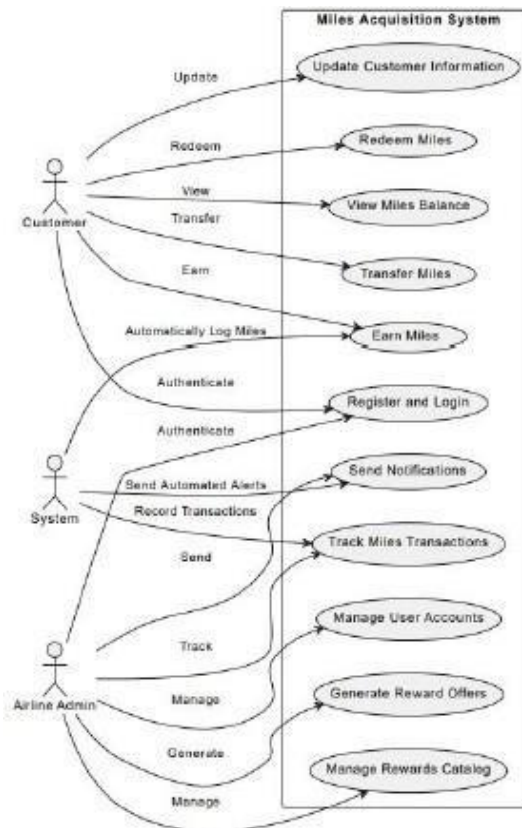 Miles Acquisition System
Update Customer Information
Update
Redeem
Redeem Miles
View
View Miles Balance
Customer
Transfer
Transfer Miles
Earn
Automatically Log Miles
Earn Miles
Authenticate
Register and Login
Authenticate
Send Notifications
Send Automated Alerts
System
Record Transactions
Track Miles Transactions
Send
Manage User Accounts
Track
Airline Admin
Manage
Generate Reward Offers
Generate
Manage Rewards Catalog
Manage